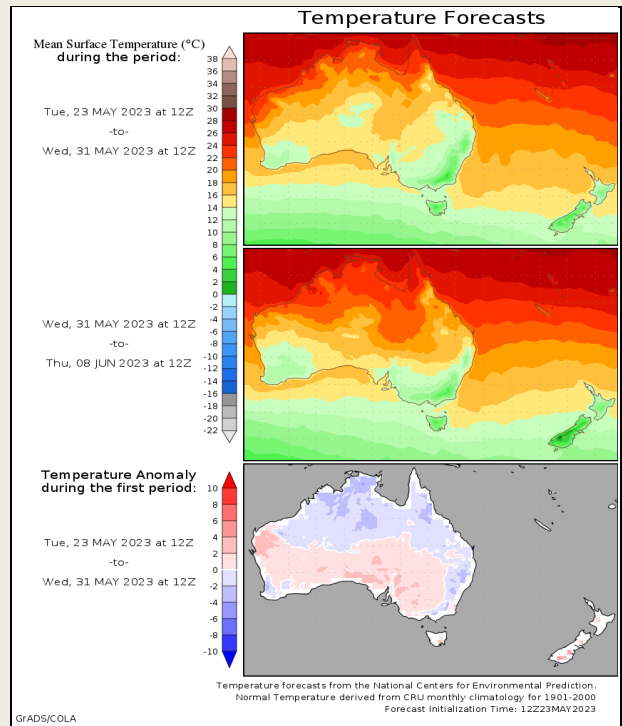 Temperature Forecasts
Mean Surface Temperature (°C)
during the period:
Tue, 23 MAY 2023 at 12Z
-to-
Wed, 31 MAY 2023 at 12Z
38
36
34
32
30
28
26
24
22
20
18
16
14
12
10
8
6
4
2
0
-2
-4
-6
-8
-10
-12
-14
-16
-18
-20
-22
Wed, 31 MAY 2023 at 12Z
-to-
Thu, 08 JUN 2023 at 12Z
Temperature Anomaly
during the first period:
Tue, 23 MAY 2023 at 12Z
-to-
Wed, 31 MAY 2023 at 12Z
10
8
6
4
2
0
-2
-4
-6
-8
-10
Temperature forecasts from the National Centers for Environmental Prediction.
Normal Temperature derived from CRU monthly climatology for 1901-2000
Forecast Initialization Time: 12Z23MAY2023
GrADS/COLA